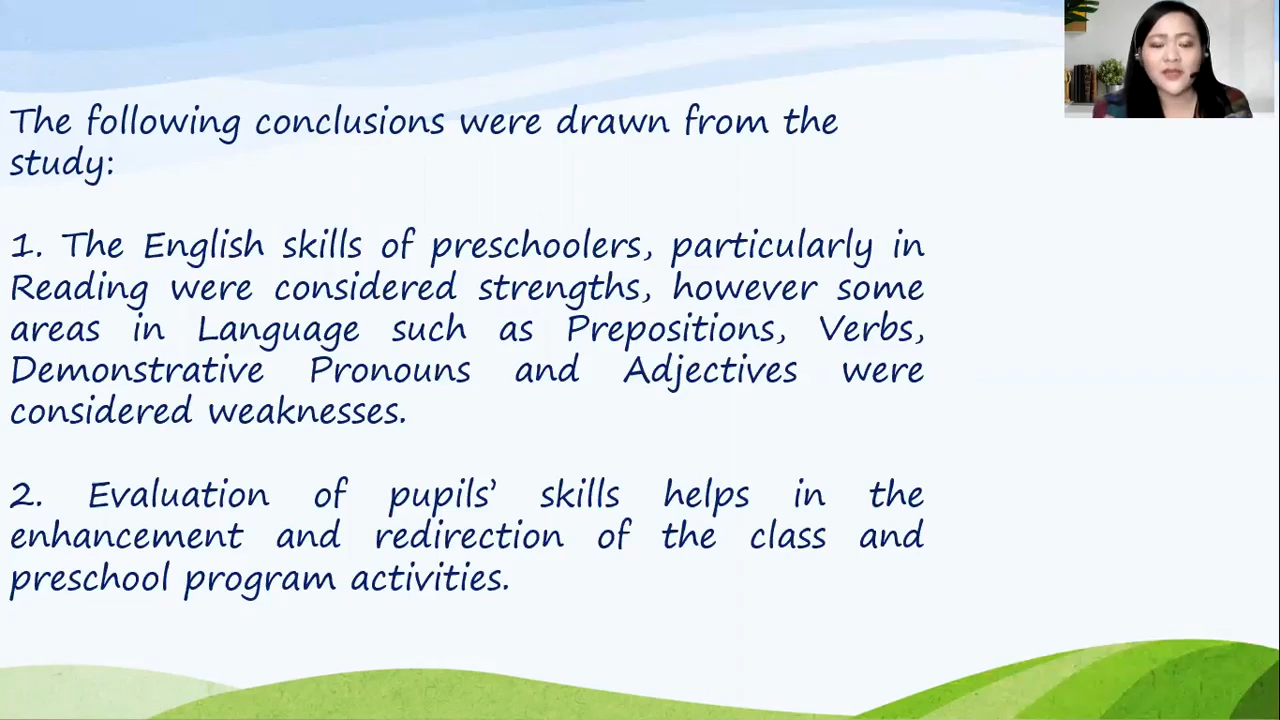 The following conclusions were drawn from the
study:
1. The English skills of preschoolers, particularly in
Reading were considered strengths, however some
areas in Language such as Prepositions, Verbs,
Demonstrative Pronouns and Adjectives were
considered weaknesses.
2. Evaluation of pupils’ skills helps in the
enhancement and redirection of the class and
preschool program activities.